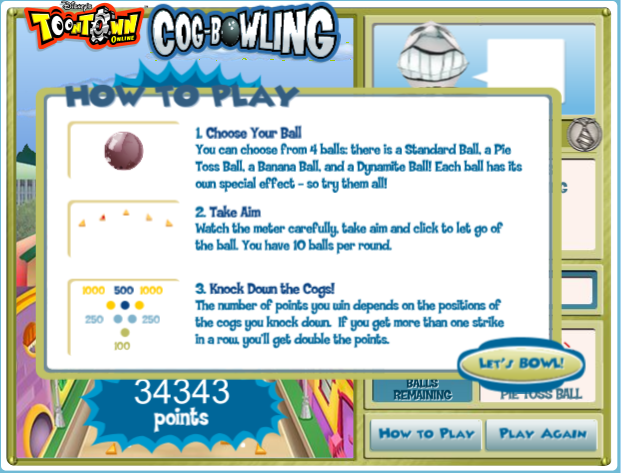 Disney's
TOONTOWN
ONLINE
COG-BOWLING
HOW TO PLAY
1. Choose Your Ball
You can choose from 4 balls: there is a Standard Ball, a Pie
Toss Ball, a Banana Ball, and a Dynamite Ball! Each ball has its
own special effect - so try them all!
2. Take Aim
Watch the meter carefully, take aim and click to let go of
the ball. You have 10 balls per round.
1000 500 1000
250 250
100
3. Knock Down the Cogs!
The number of points you win depends on the positions of
the cogs you knock down. If you get more than one strike
in a row, you'll get double the points.
LET'S BOWL!
34343
points
BALLS
REMAINING
PIE TOSS BALL
HOW TO PLAY
PLAY AGAIN